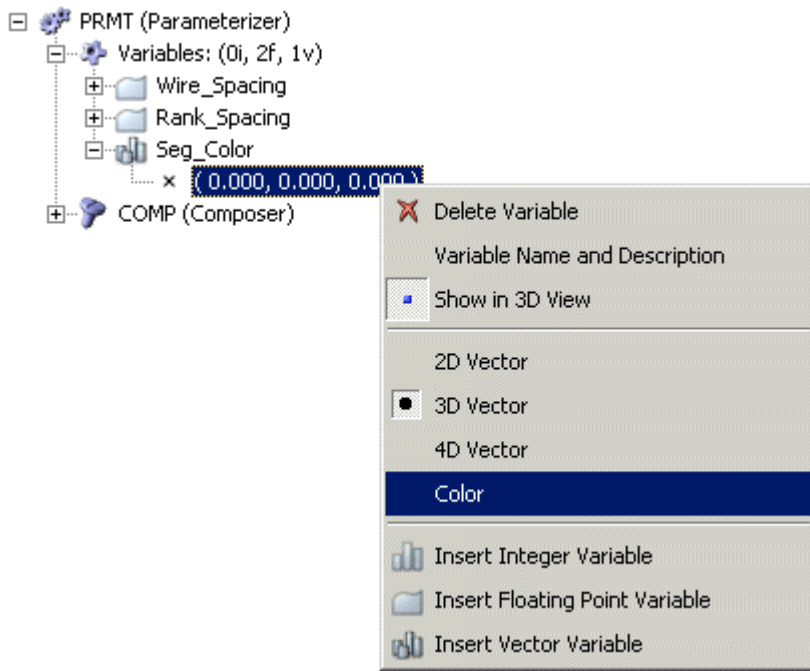 PRMT (Parameterizer)
Variables: (0i, 2f, 1v)
Wire_Spacing
Rank_Spacing
Seg_Color
( 0.000, 0.000, 0.000 )
COMP (Composer)
Delete Variable
Variable Name and Description
Show in 3D View
2D Vector
3D Vector
4D Vector
Color
Insert Integer Variable
Insert Floating Point Variable
Insert Vector Variable